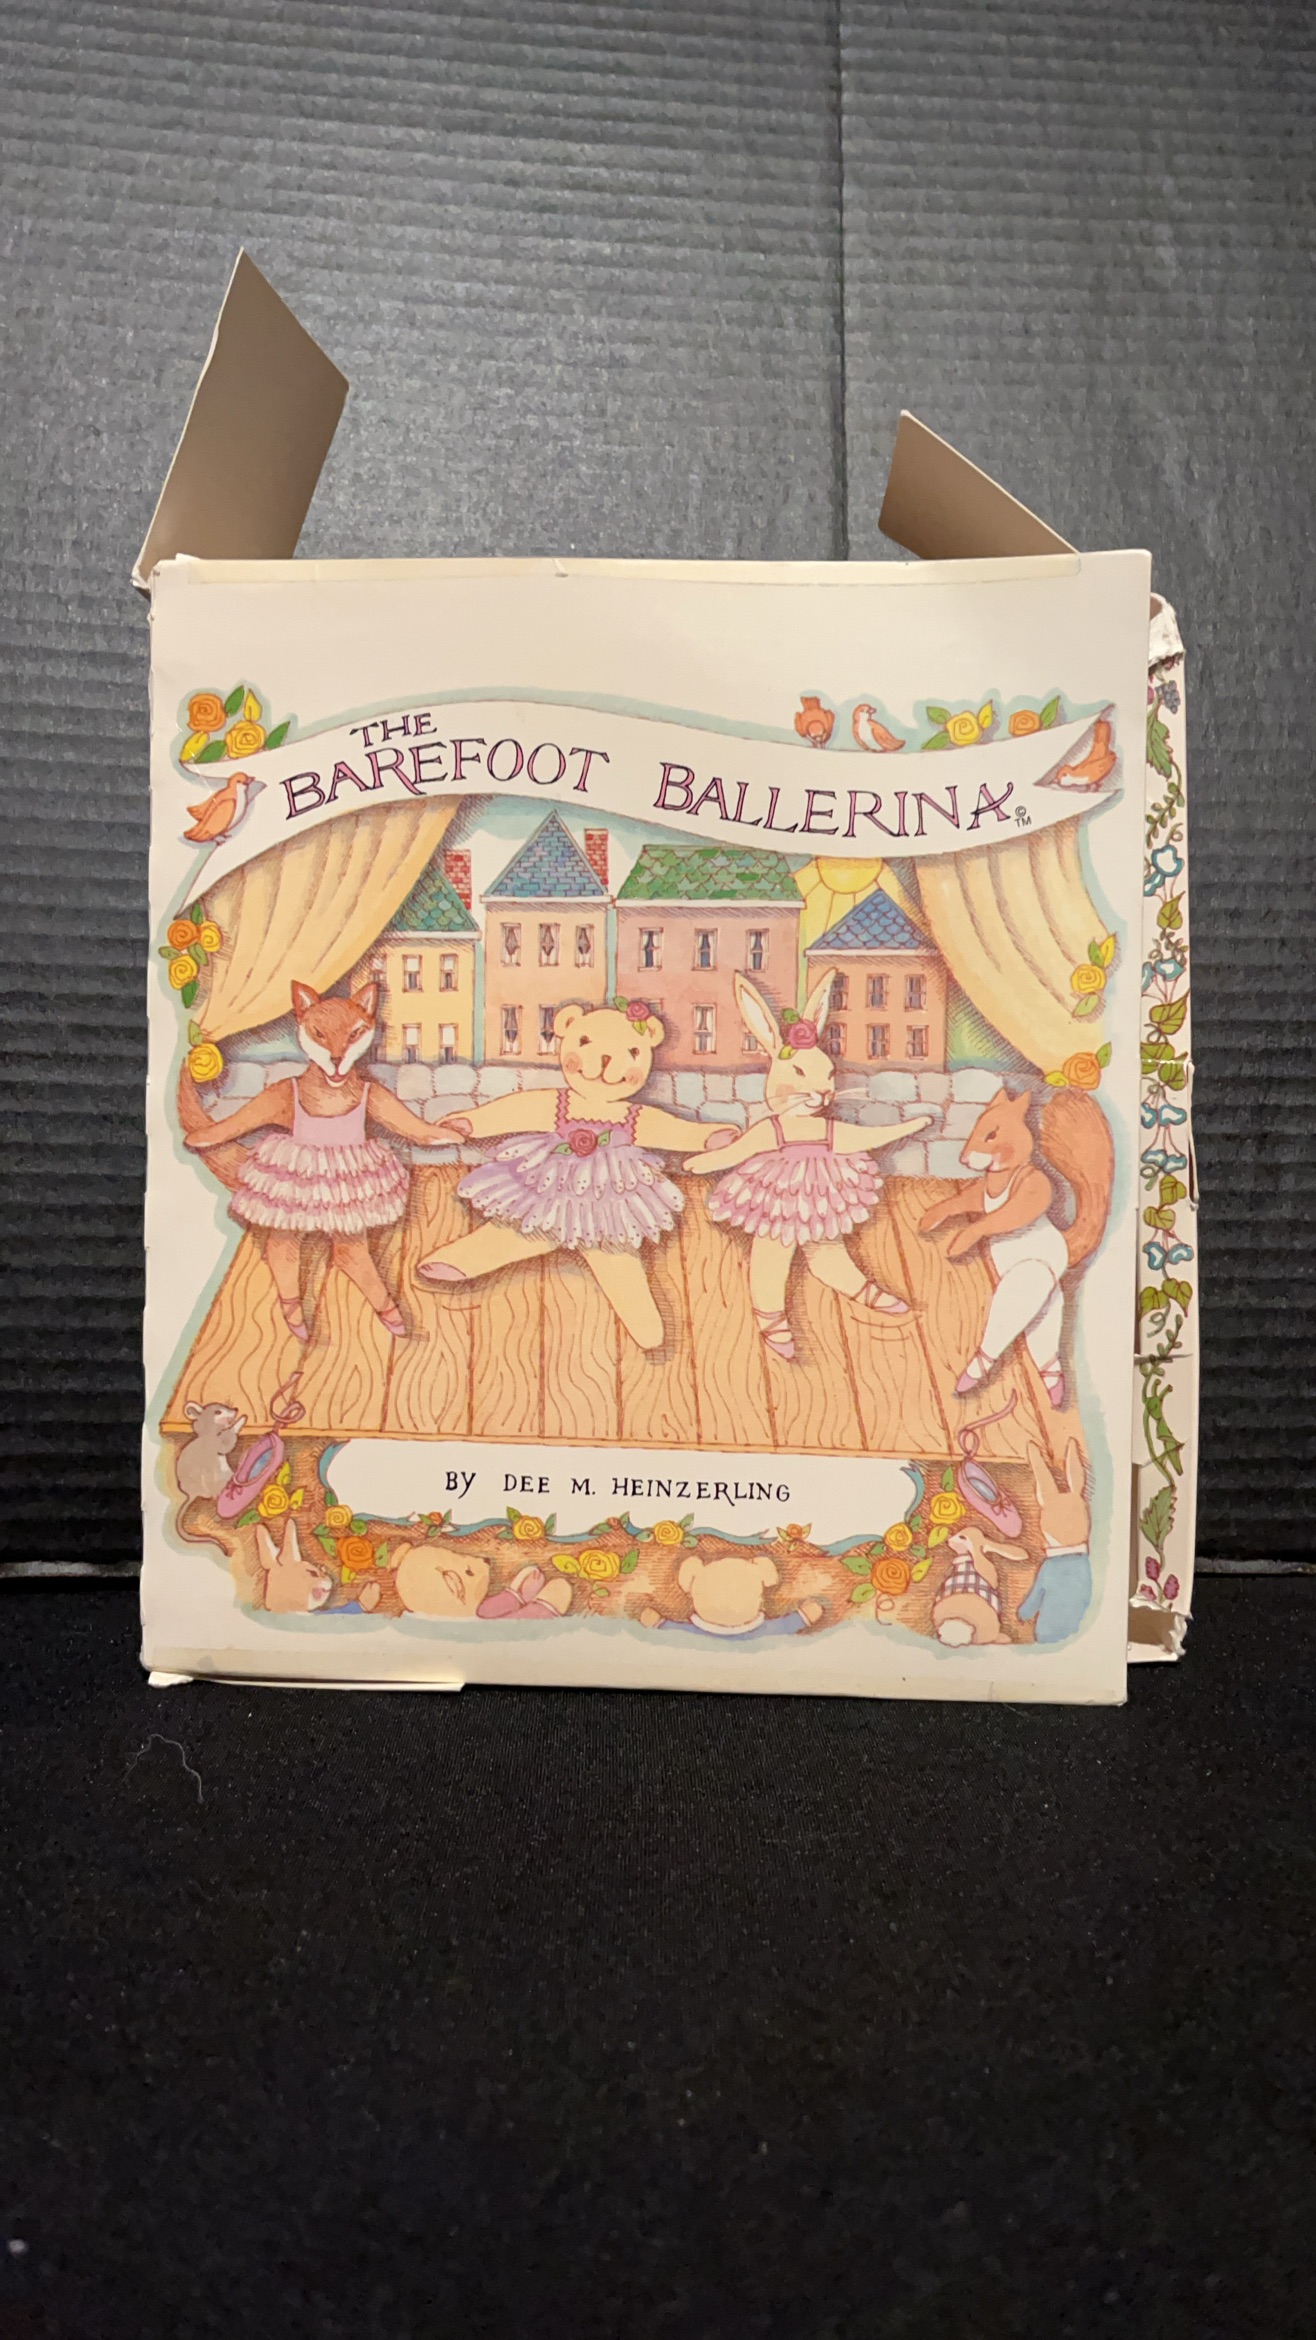 THE
BAREFOOT BALLERINA ©™
BY DEE M. HEINZERLING